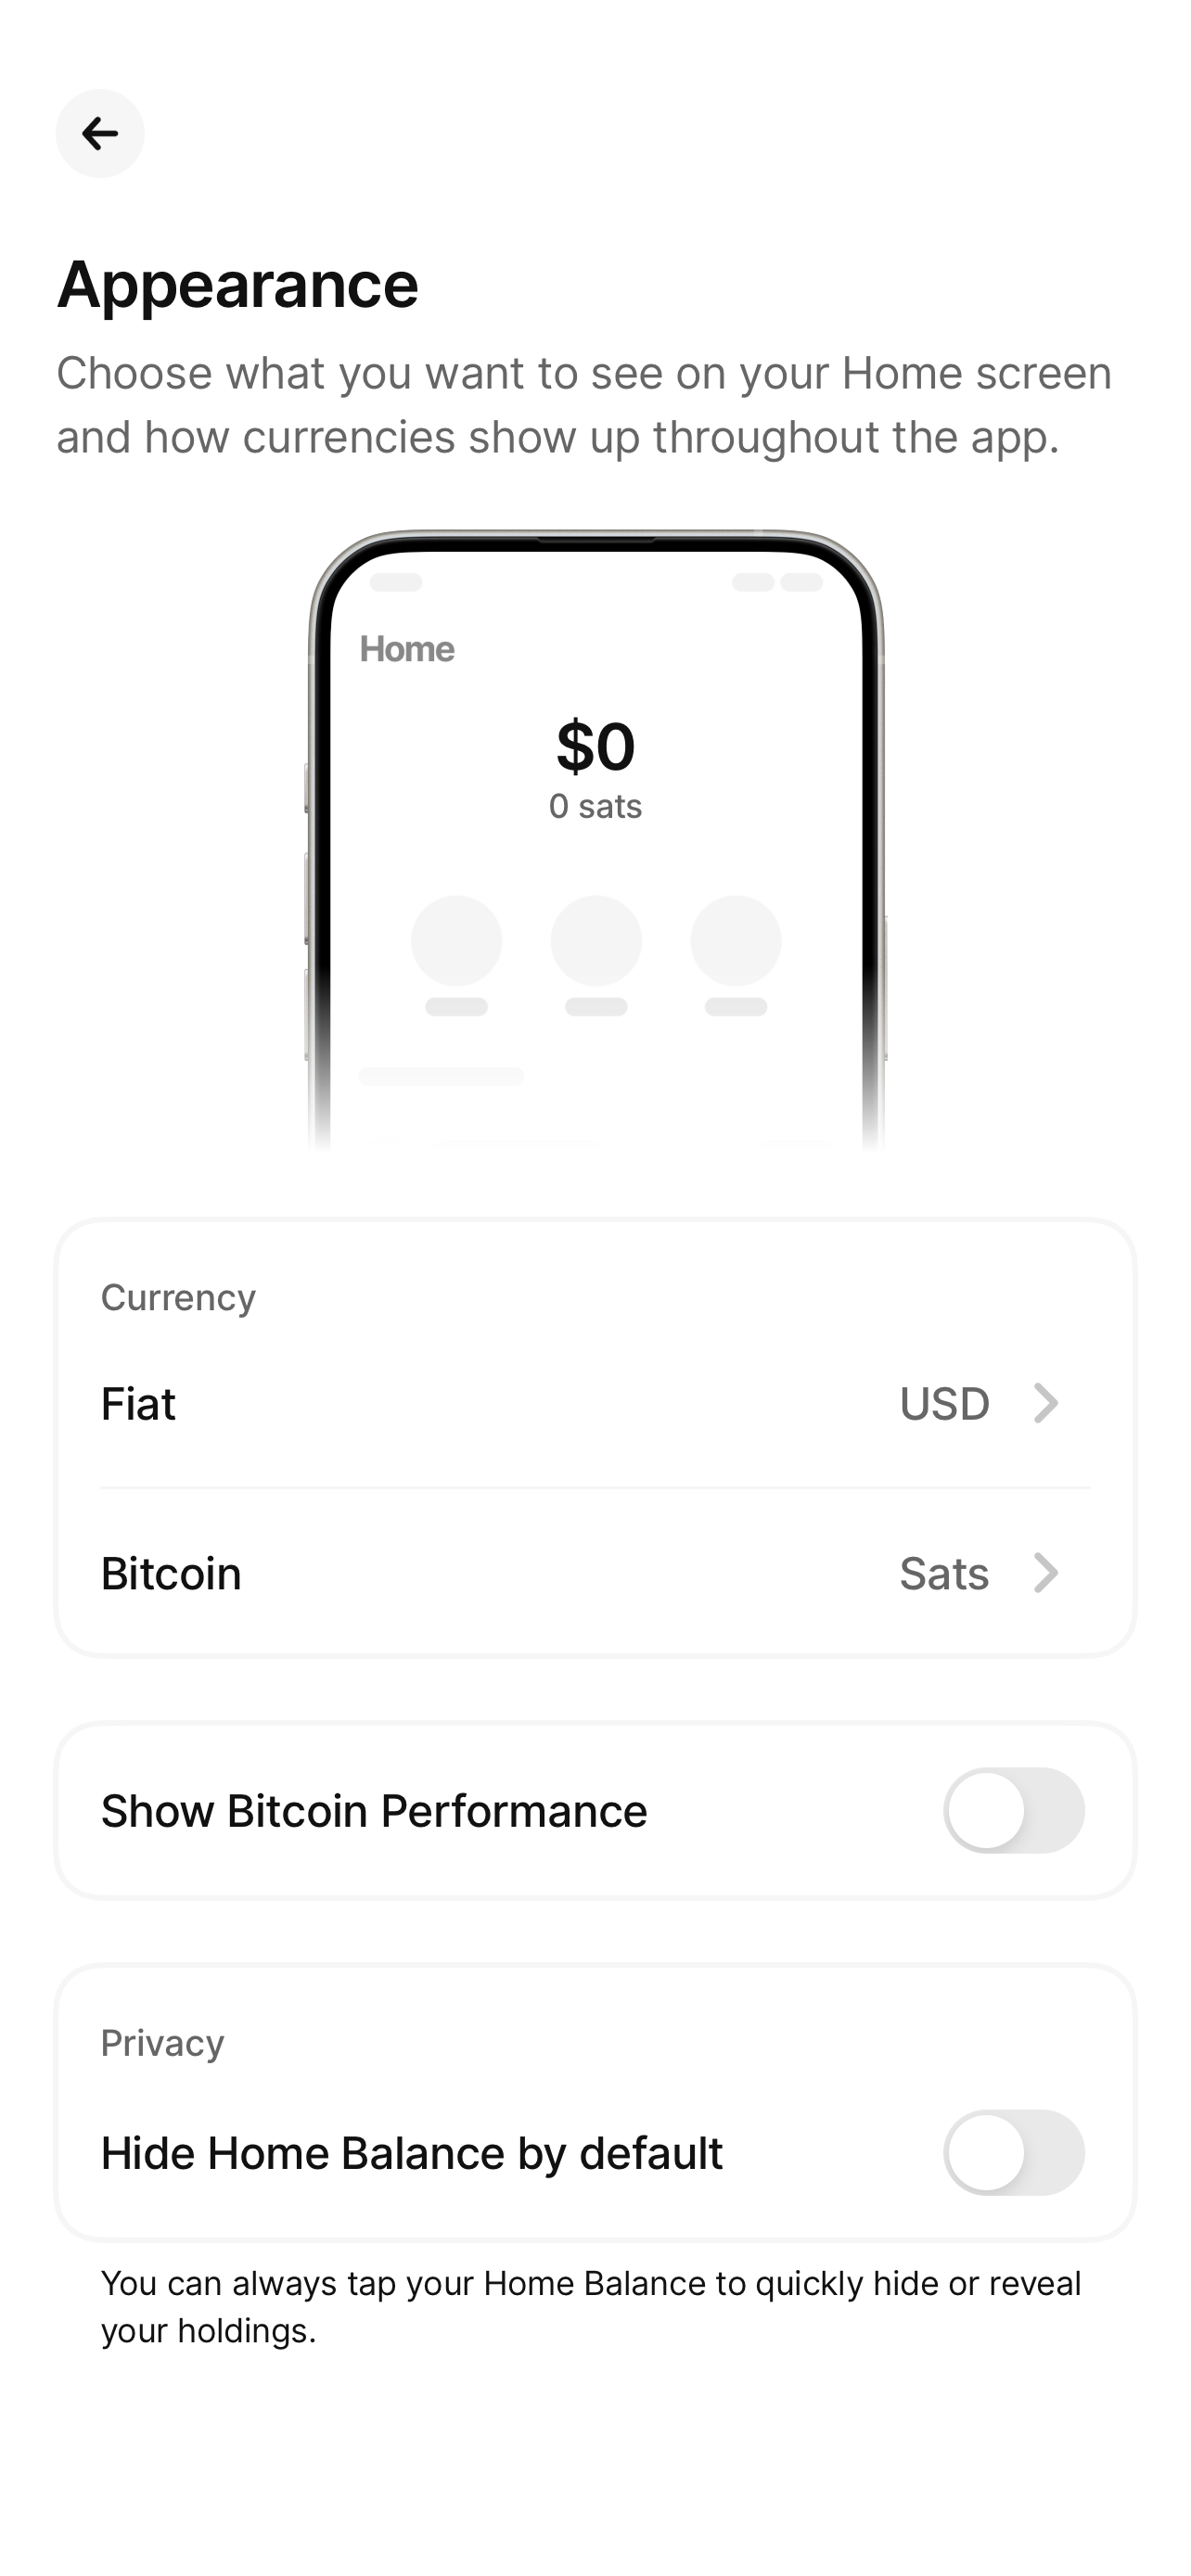 Appearance
Choose what you want to see on your Home screen
and how currencies show up throughout the app.
Home
$0
0 sats
Currency
Fiat USD
Bitcoin Sats
Show Bitcoin Performance
Privacy
Hide Home Balance by default
You can always tap your Home Balance to quickly hide or reveal
your holdings.